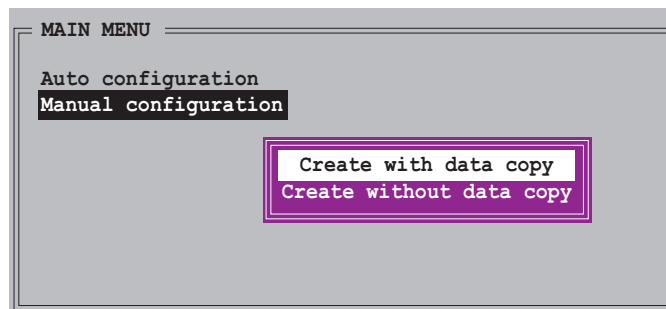 MAIN MENU
Auto configuration
Manual configuration
Create with data copy
Create without data copy